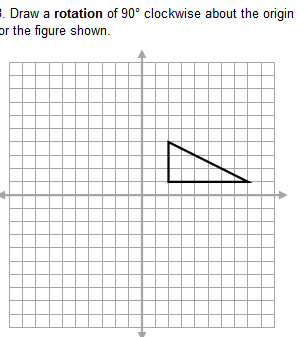 . Draw a rotation of 90° clockwise about the origin
or the figure shown.